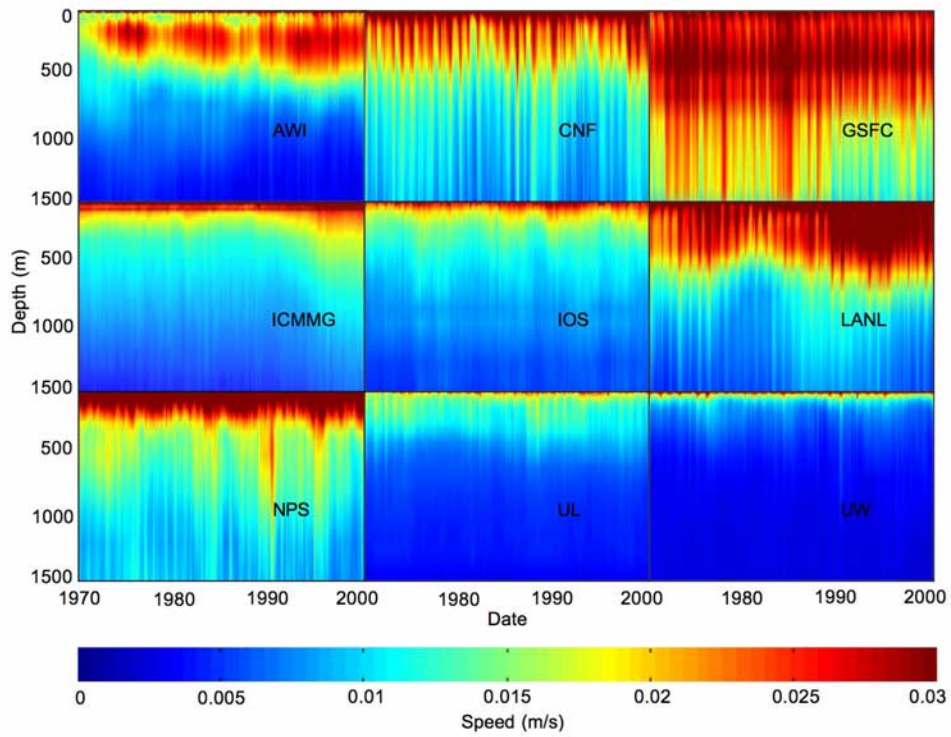 0
500
1000
1500
AWI
CNF
GSFC
500
1000
1500
ICMMG
IOS
LANL
500
1000
1500
NPS
UL
UW
Depth (m)
1970 1980 1990 2000 1980 1990 2000 1980 1990 2000
Date
0 0.005 0.01 0.015 0.02 0.025 0.03
Speed (m/s)